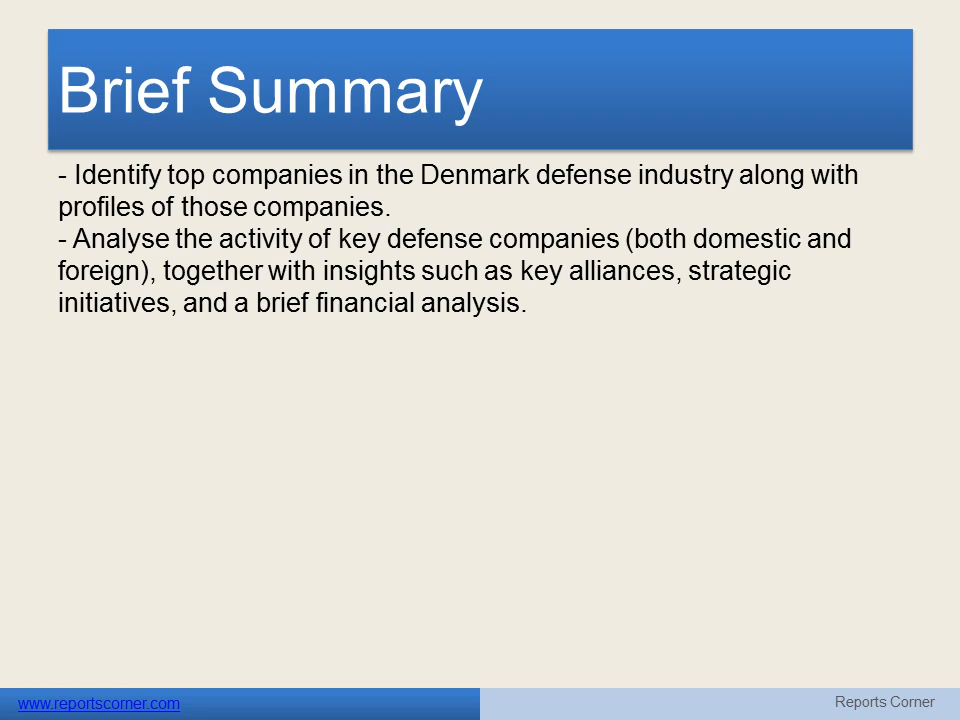 Brief Summary
- Identify top companies in the Denmark defense industry along with
profiles of those companies.
- Analyse the activity of key defense companies (both domestic and
foreign), together with insights such as key alliances, strategic
initiatives, and a brief financial analysis.
www.reportscorner.com
Reports Corner